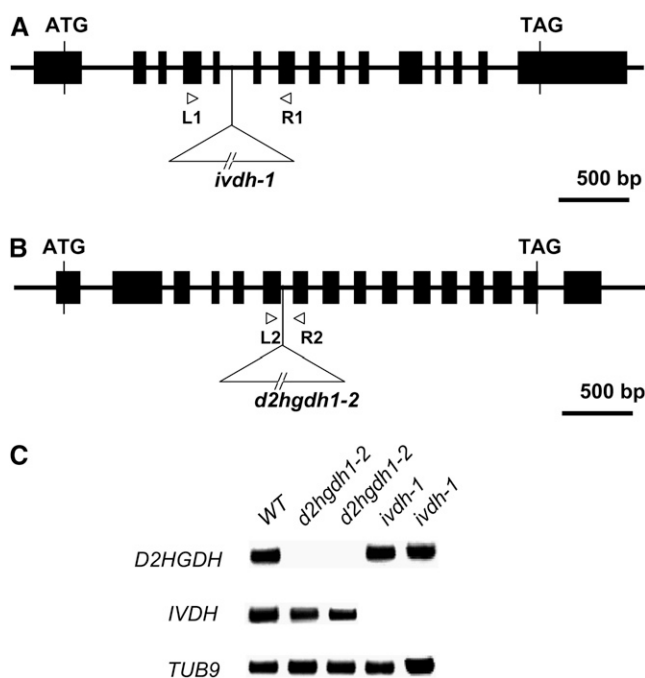 A
ATG TAG
L1 R1
ivdh-1
500 bp
B
ATG TAG
L2 R2
d2hgdh1-2
500 bp
C
WT d2hgdh1-2 d2hgdh1-2 ivdh-1 ivdh-1
D2HGDH
IVDH
TUB9